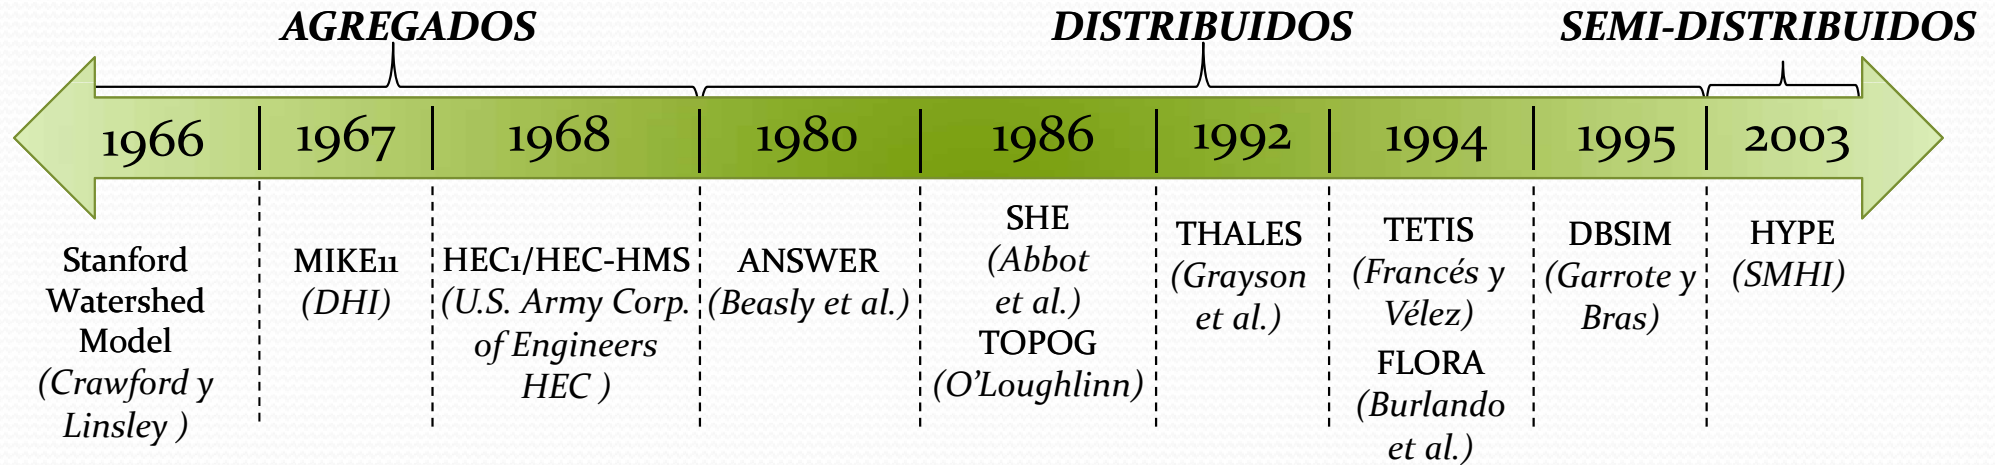 AGREGADOS
DISTRIBUIDOS
SEMI-DISTRIBUIDOS
1966
1967
1968
1980
1986
1992
1994
1995
2003
Stanford
Watershed
Model
(Crawford y
Linsley )
MIKE11
(DHI)
HEC1/HEC-HMS
(U.S. Army Corp.
of Engineers
HEC )
ANSWER
(Beasly et al.)
SHE
(Abbot
et al.)
TOPOG
(O’Loughlinn)
THALES
(Grayson
et al.)
TETIS
(Francés y
Vélez)
FLORA
(Burlando
et al.)
DBSIM
(Garrote y
Bras)
HYPE
(SMHI)